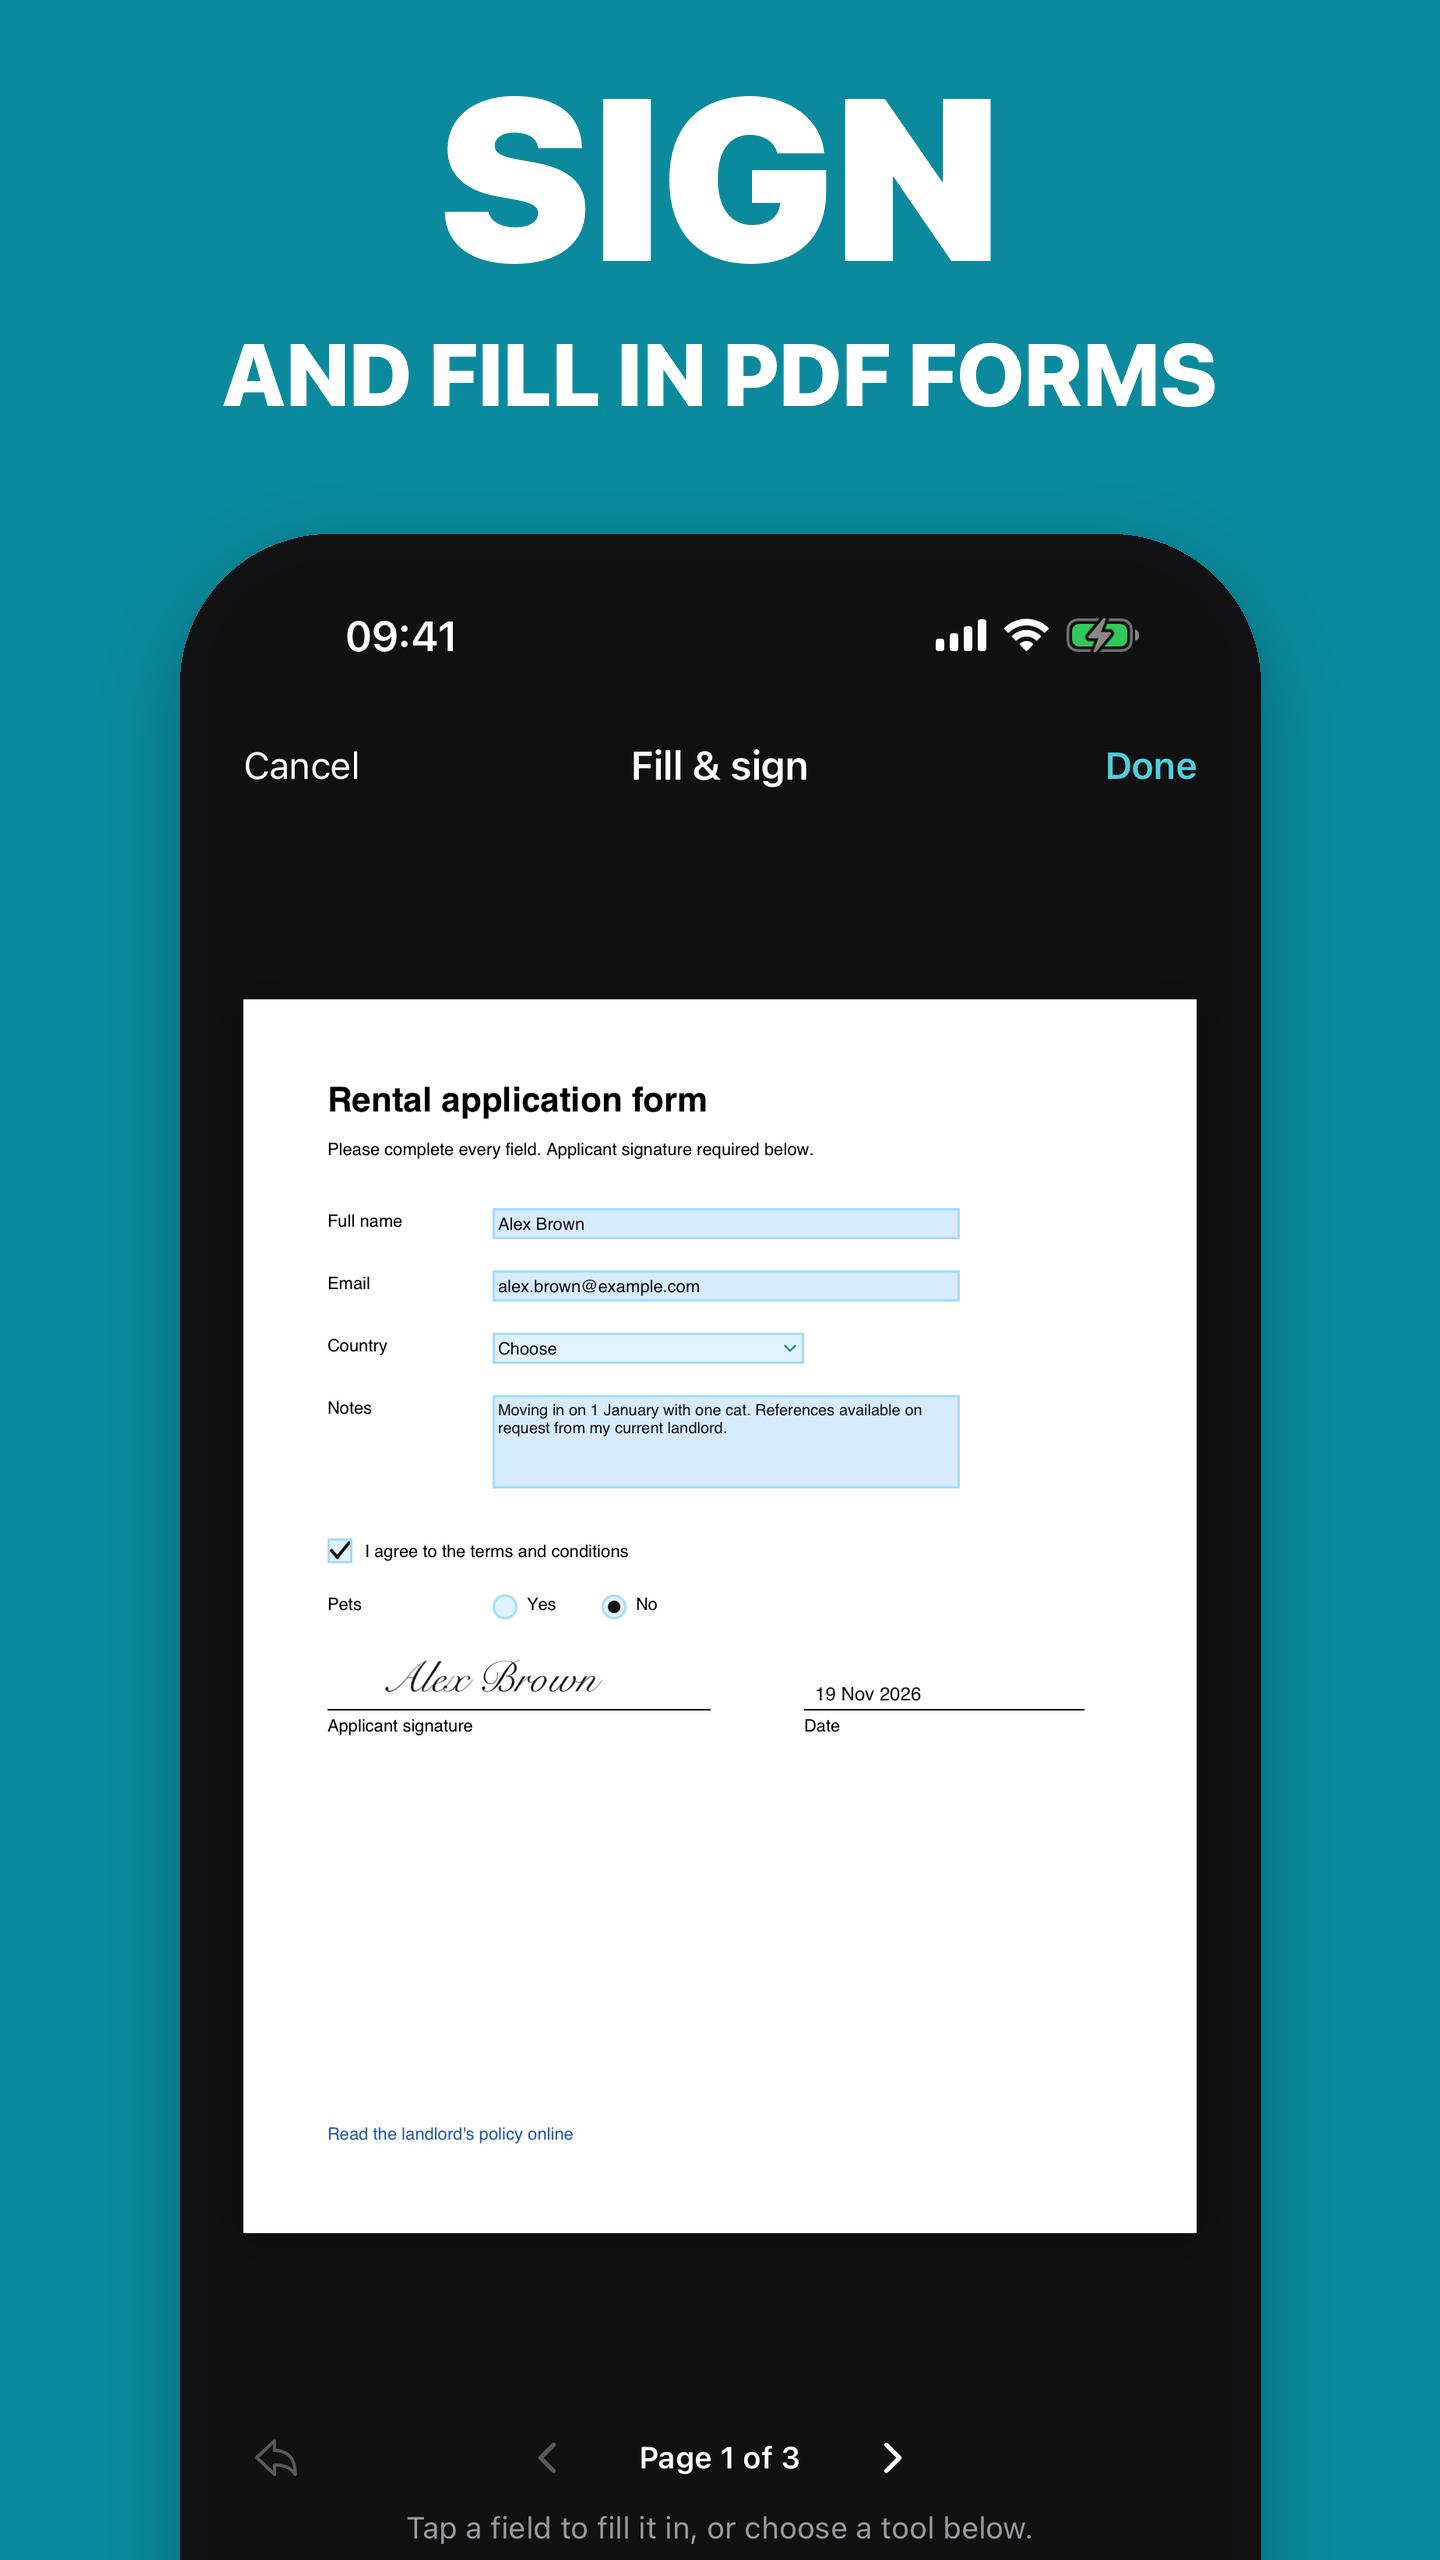 SIGN
AND FILL IN PDF FORMS
09:41
Cancel
Fill & sign
Done
Rental application form
Please complete every field. Applicant signature required below.
Full name
Alex Brown
Email
alex.brown@example.com
Country
Choose
Notes
Moving in on 1 January with one cat. References available on
request from my current landlord.
I agree to the terms and conditions
Pets
Yes
No
Alex Brown
19 Nov 2026
Applicant signature
Date
Read the landlord's policy online
Page 1 of 3
Tap a field to fill it in, or choose a tool below.